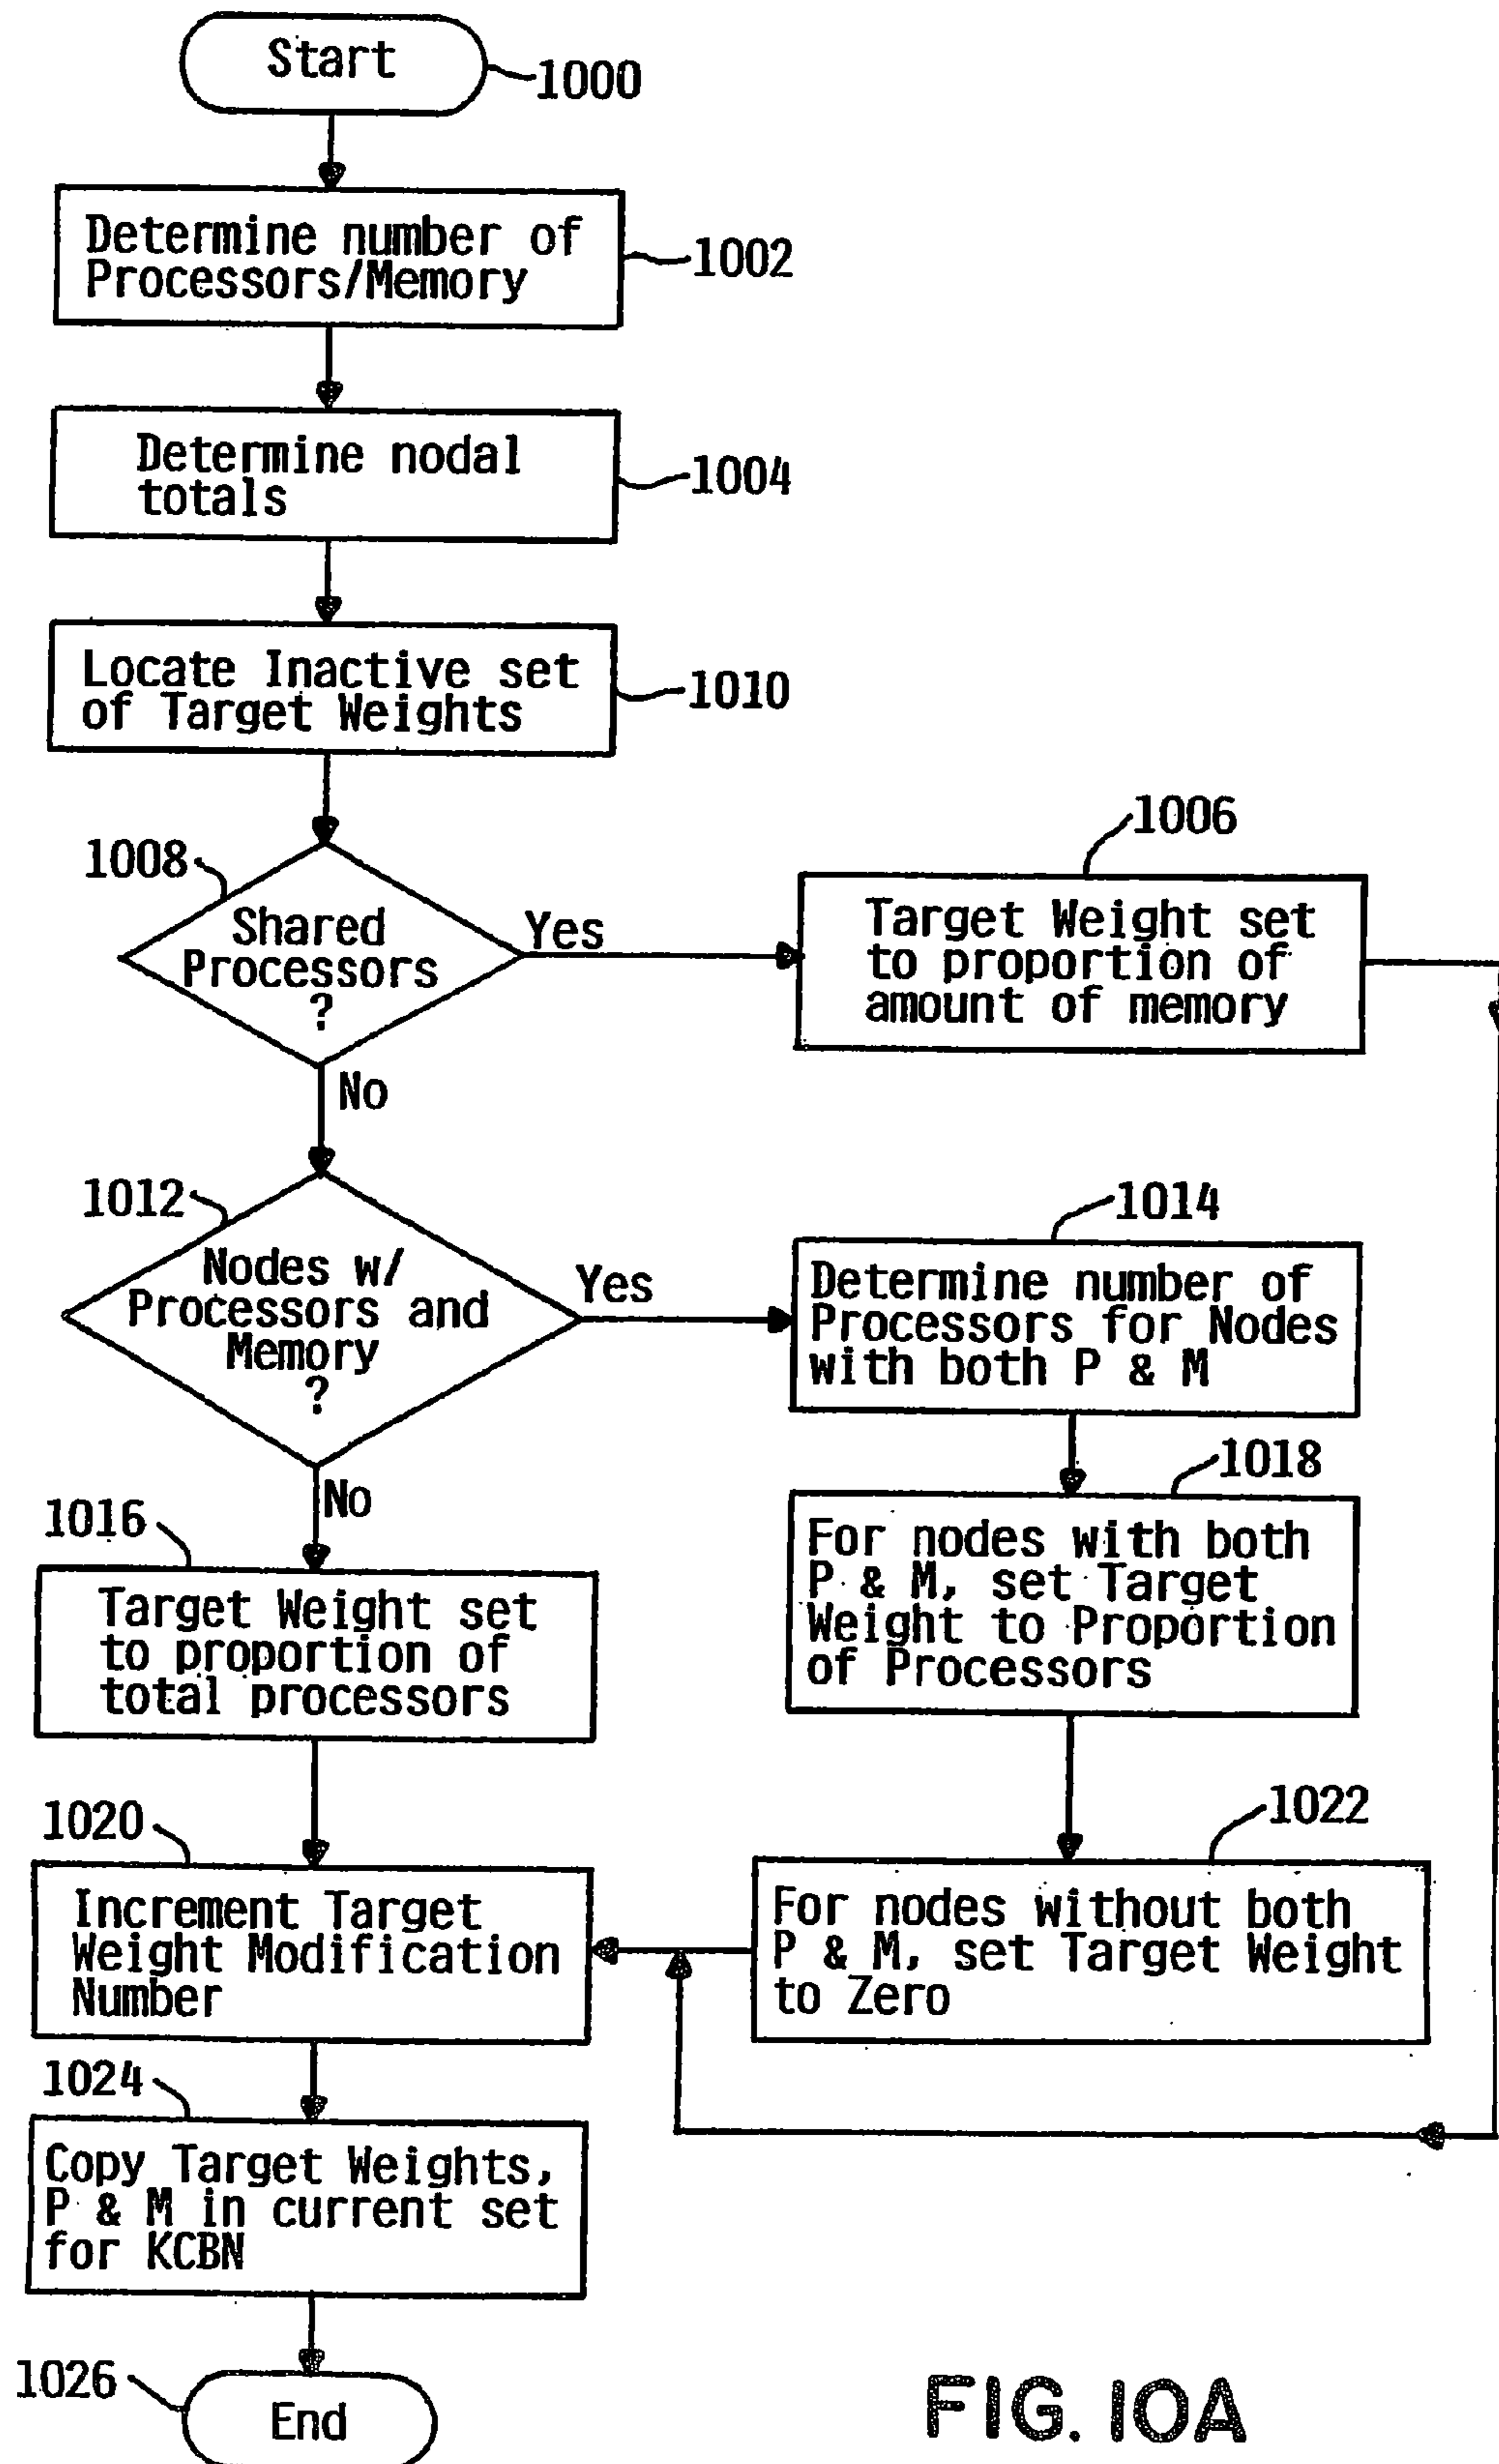 Start
1000
Determine number of
Processors/Memory
1002
Determine nodal
totals
1004
Locate Inactive set
of Target Weights
1010
1008
Shared
Processors
?
Yes
No
1006
Target Weight set
to proportion of
amount of memory
1012
Nodes w/
Processors and
Memory
?
Yes
No
1014
Determine number of
Processors for Nodes
with both P & M
1018
For nodes with both
P & M, set Target
Weight to Proportion
of Processors
1016
Target Weight set
to proportion of
total processors
1022
For nodes without both
P & M, set Target Weight
to Zero
1020
Increment Target
Weight Modification
Number
1024
Copy Target Weights,
P & M in current set
for KCBN
1026
End
FIG. 10A